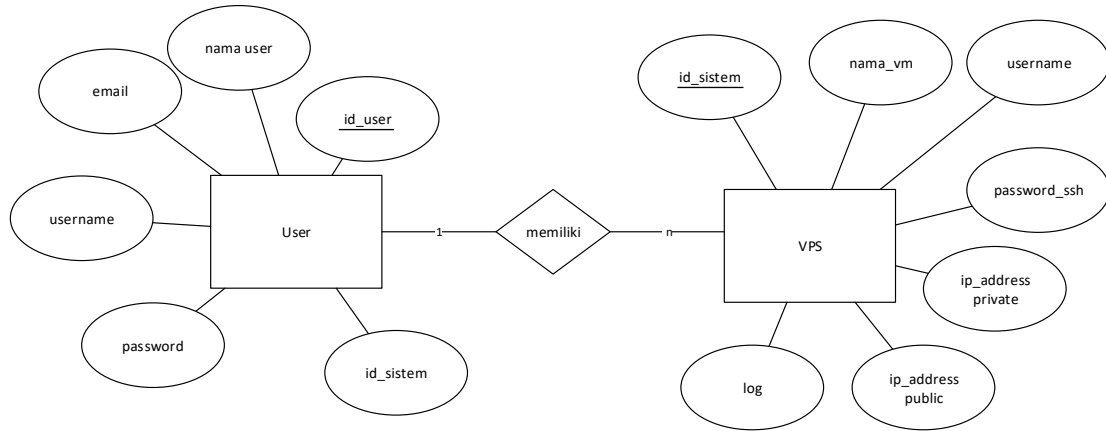 nama user
email
id_user
username
User
password
id_sistem
1
memiliki
n
id_sistem
nama_vm
username
password_ssh
VPS
ip_address
private
log
ip_address
public